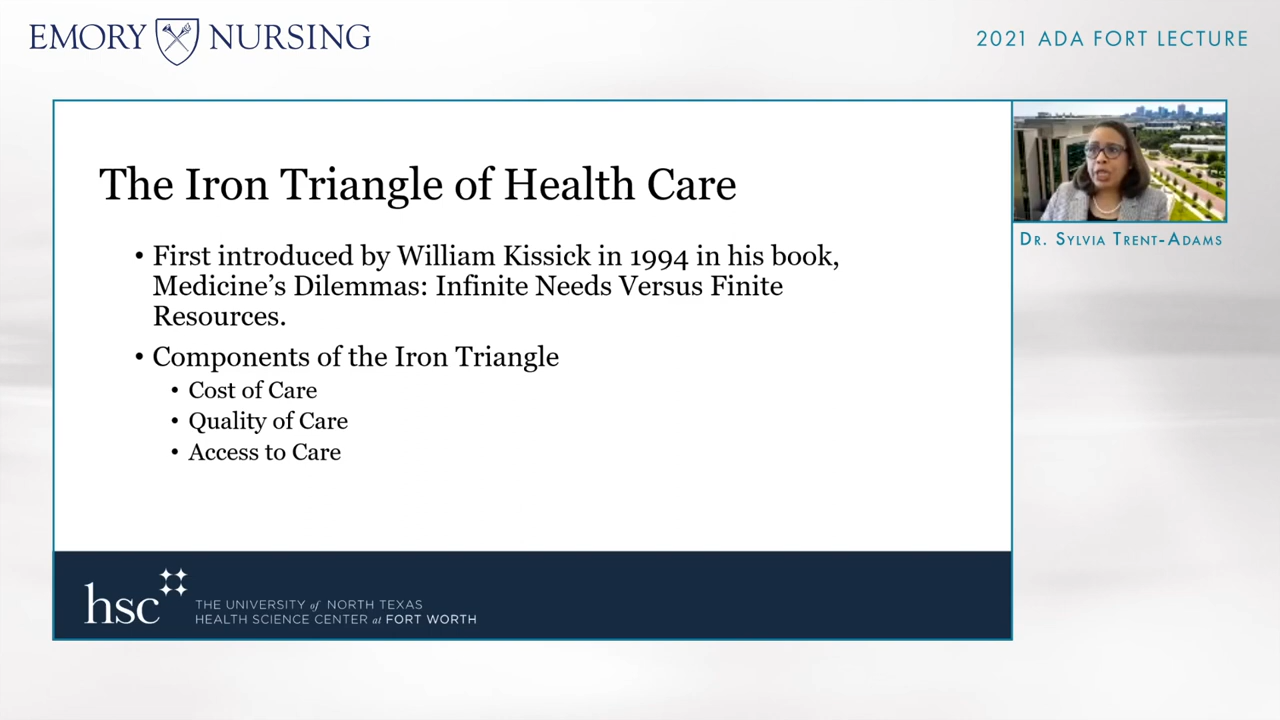 EMORY NURSING
2021 ADA FORT LECTURE
The Iron Triangle of Health Care
• First introduced by William Kissick in 1994 in his book,
Medicine’s Dilemmas: Infinite Needs Versus Finite
Resources.
• Components of the Iron Triangle
• Cost of Care
• Quality of Care
• Access to Care
DR. SYLVIA TRENT-ADAMS
hsc
THE UNIVERSITY of NORTH TEXAS
HEALTH SCIENCE CENTER at FORT WORTH